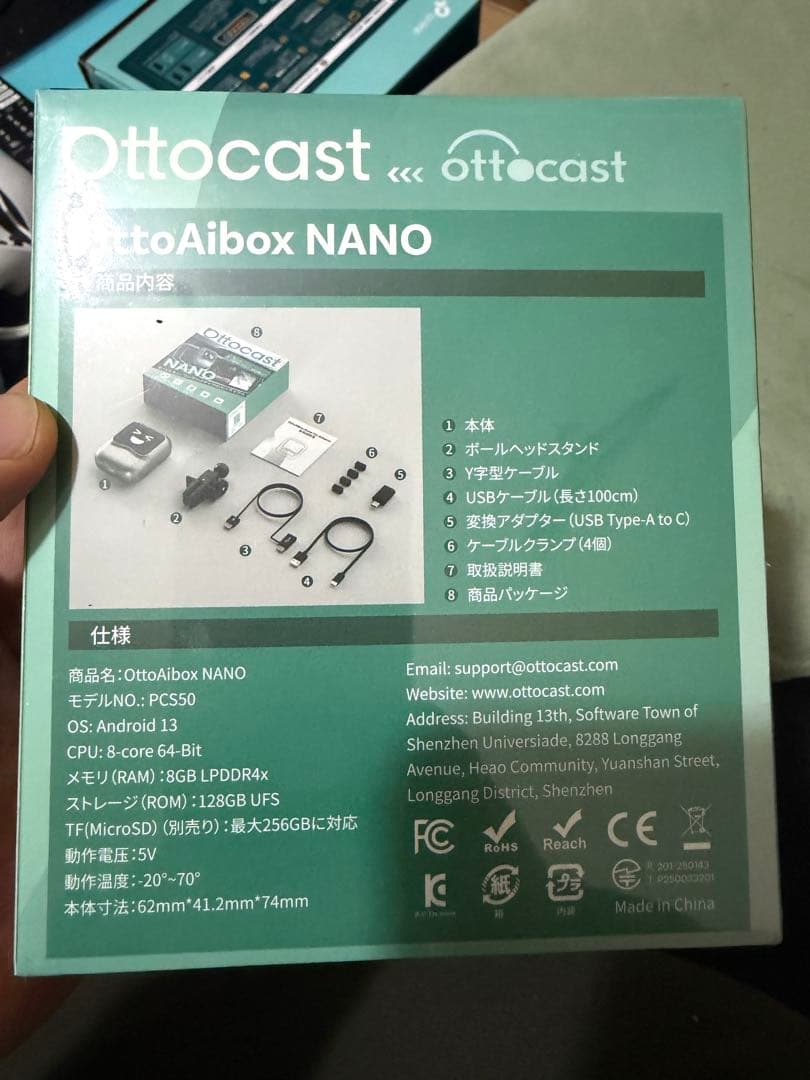 Ottocast <<< ottocast
OttoAibox NANO
商品内容
Ottocast
NANO
1 本体
2 ボールヘッドスタンド
3 Y字型ケーブル
4 USBケーブル（長さ100cm）
5 変換アダプター（USB Type-A to C）
6 ケーブルクランプ（4個）
7 取扱説明書
8 商品パッケージ
仕様
商品名：OttoAibox NANO
モデルNO.: PCS50
OS: Android 13
CPU: 8-core 64-Bit
メモリ（RAM）：8GB LPDDR4x
ストレージ（ROM）：128GB UFS
TF(MicroSD)（別売り）：最大256GBに対応
動作電圧：5V
動作温度：-20°~70°
本体寸法：62mm*41.2mm*74mm
Email: support@ottocast.com
Website: www.ottocast.com
Address: Building 13th, Software Town of
Shenzhen Universiade, 8288 Longgang
Avenue, Heao Community, Yuanshan Street,
Longgang District, Shenzhen
FC RoHS Reach CE
紙 プラ
箱
R 201-250143
T P250033201
Made in China